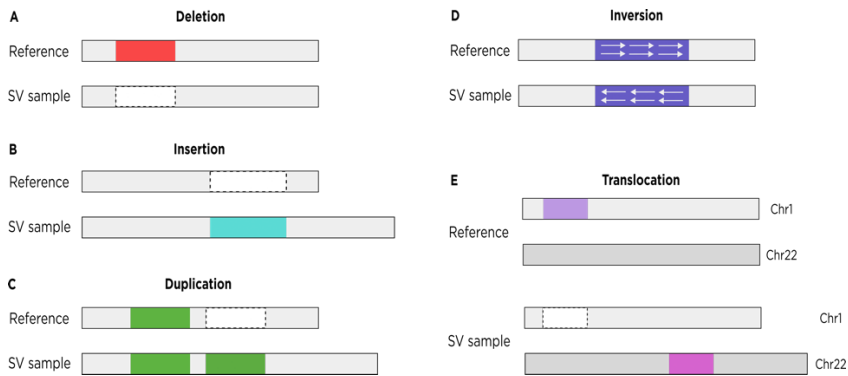 A Deletion
Reference
SV sample
B Insertion
Reference
SV sample
C Duplication
Reference
SV sample
D Inversion
Reference
SV sample
E Translocation
Chr1
Reference
Chr22
Chr1
SV sample
Chr22